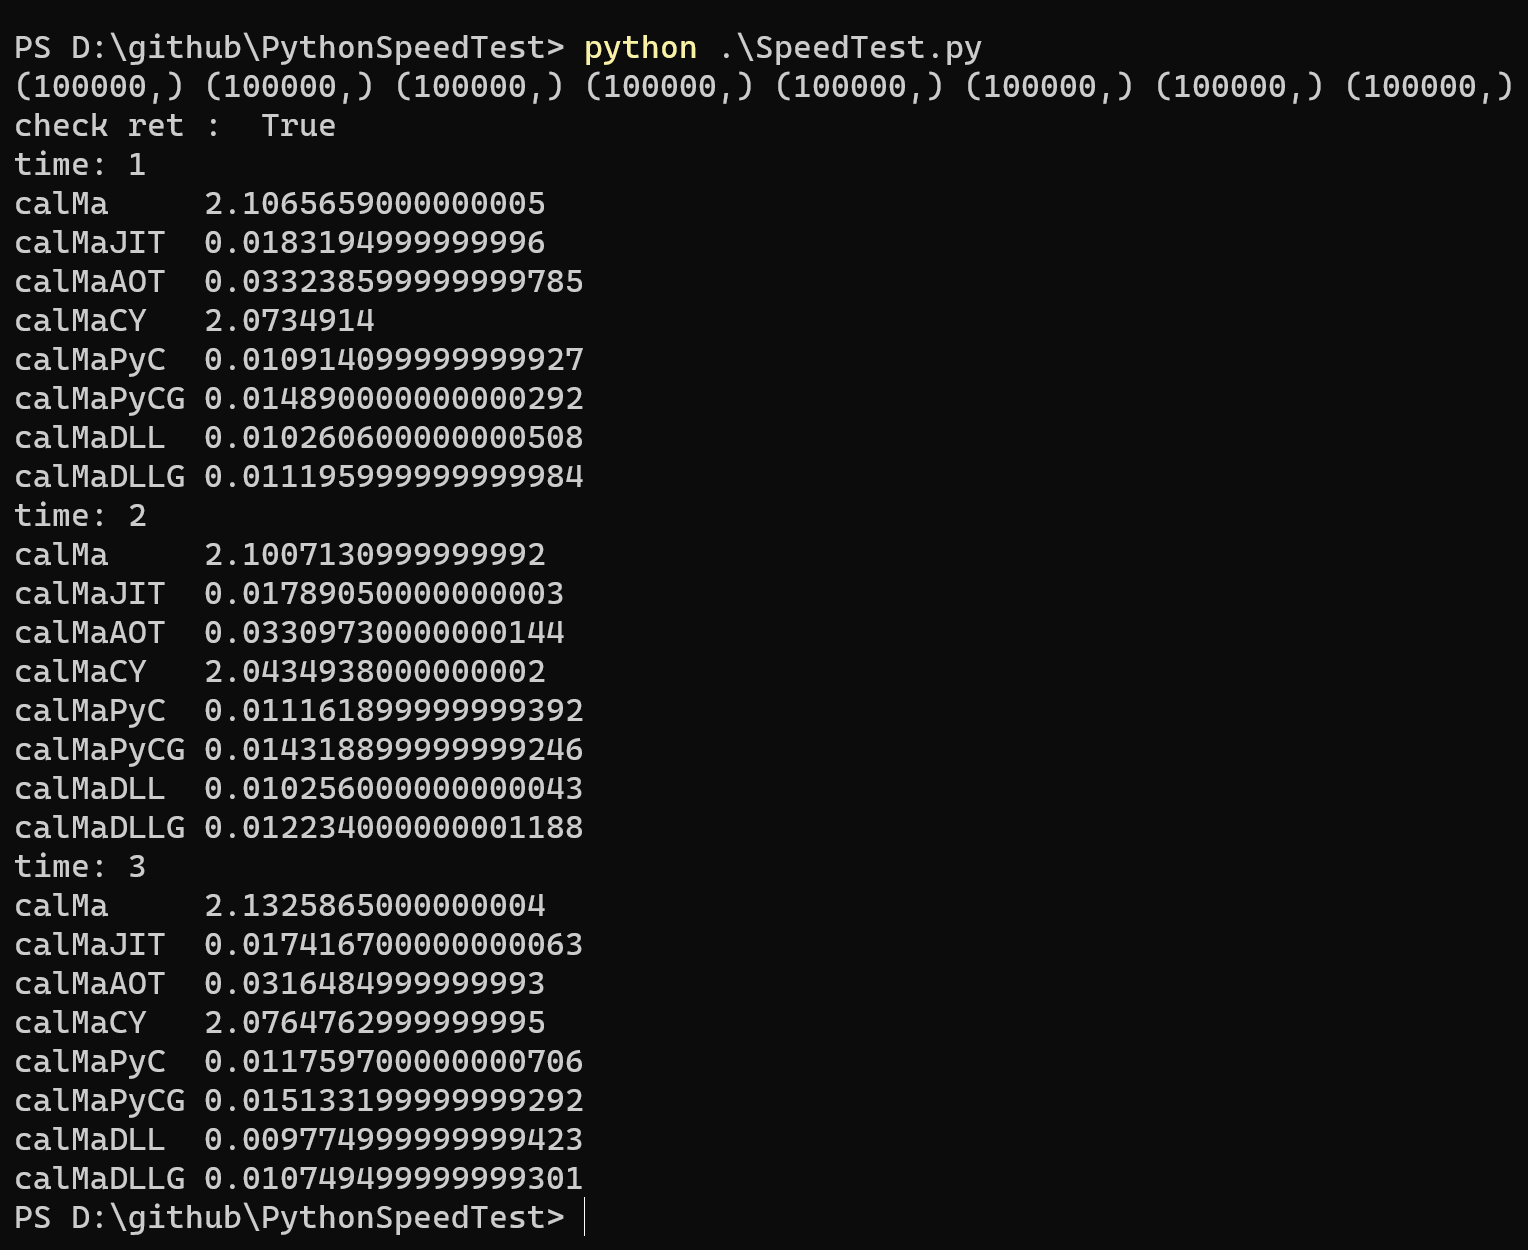 PS D:\github\PythonSpeedTest> python .\SpeedTest.py
(100000,) (100000,) (100000,) (100000,) (100000,) (100000,) (100000,) (100000,)
check ret :  True
time: 1
calMa     2.1065659000000005
calMaJIT  0.01831949999999996
calMaAOT  0.033238599999999785
calMaCY   2.0734914
calMaPyC  0.010914099999999927
calMaPyCG 0.014890000000000292
calMaDLL  0.010260600000000508
calMaDLLG 0.011195999999999984
time: 2
calMa     2.1007130999999992
calMaJIT  0.01789050000000003
calMaAOT  0.03309730000000144
calMaCY   2.0434938000000002
calMaPyC  0.011161899999999392
calMaPyCG 0.014318899999999246
calMaDLL  0.010256000000000043
calMaDLLG 0.012234000000001188
time: 3
calMa     2.1325865000000004
calMaJIT  0.017416700000000063
calMaAOT  0.0316484999999993
calMaCY   2.0764762999999995
calMaPyC  0.011759700000000706
calMaPyCG 0.015133199999999292
calMaDLL  0.009774999999999423
calMaDLLG 0.010749499999999301
PS D:\github\PythonSpeedTest>